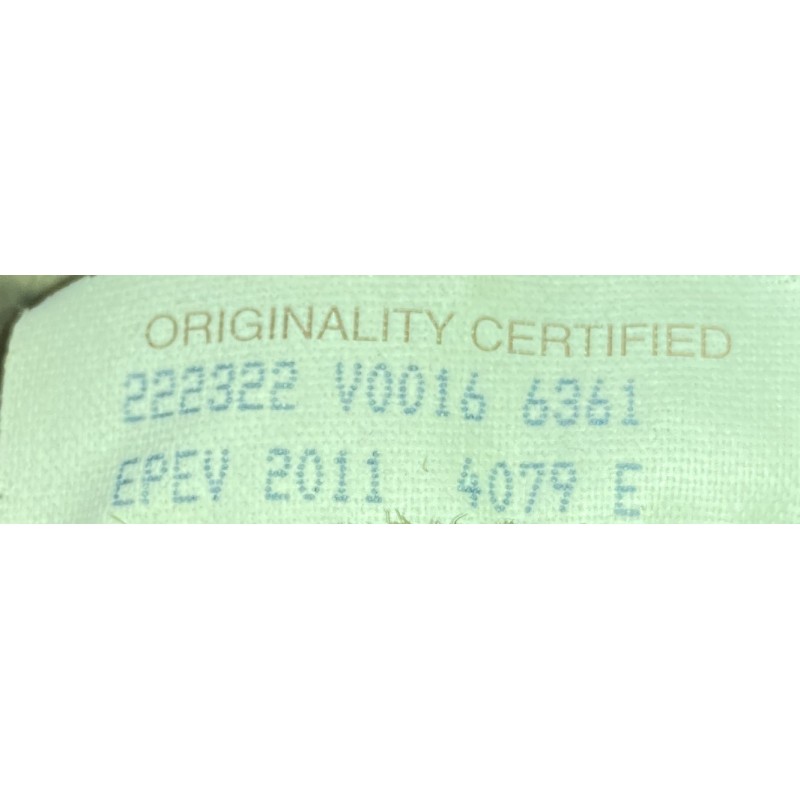 ORIGINALITY CERTIFIED
222322 V0016 6361
EPEV 2011 4079 E